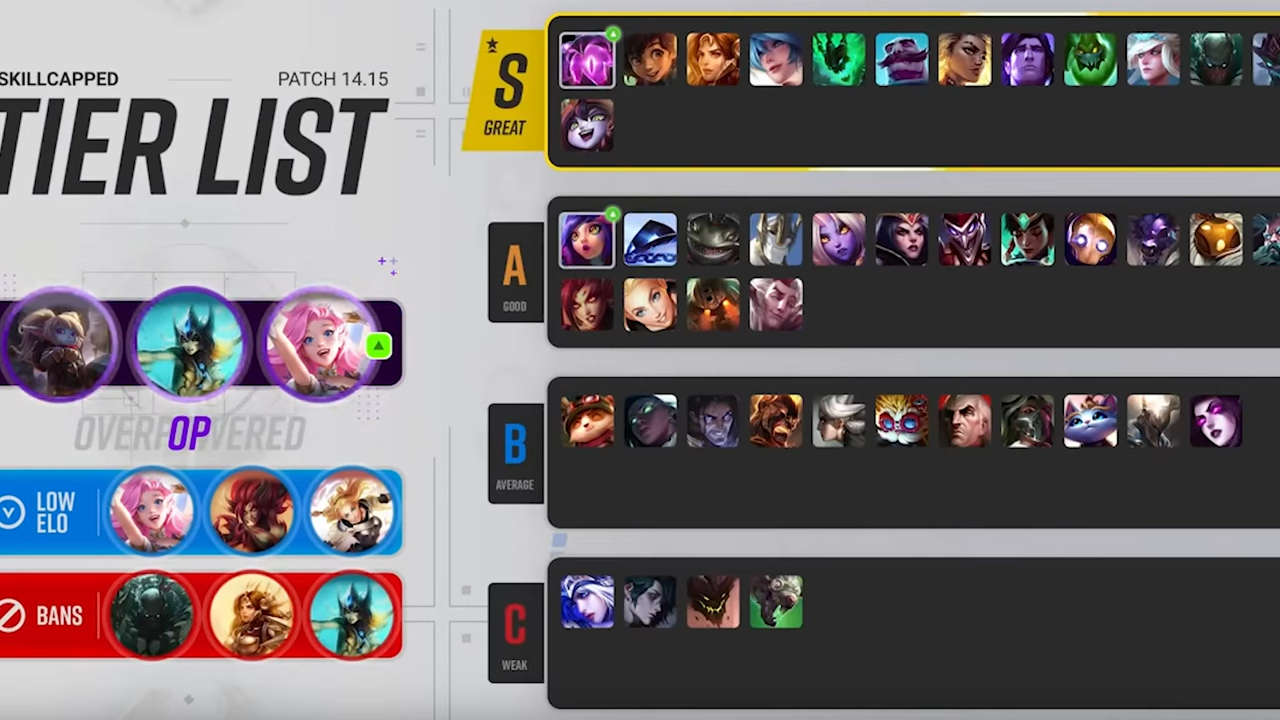 SKILLCAPPED
PATCH 14.15
TIER LIST
OVERPOWERED
OP
LOW
ELO
BANS
S
GREAT
A
GOOD
B
AVERAGE
C
WEAK